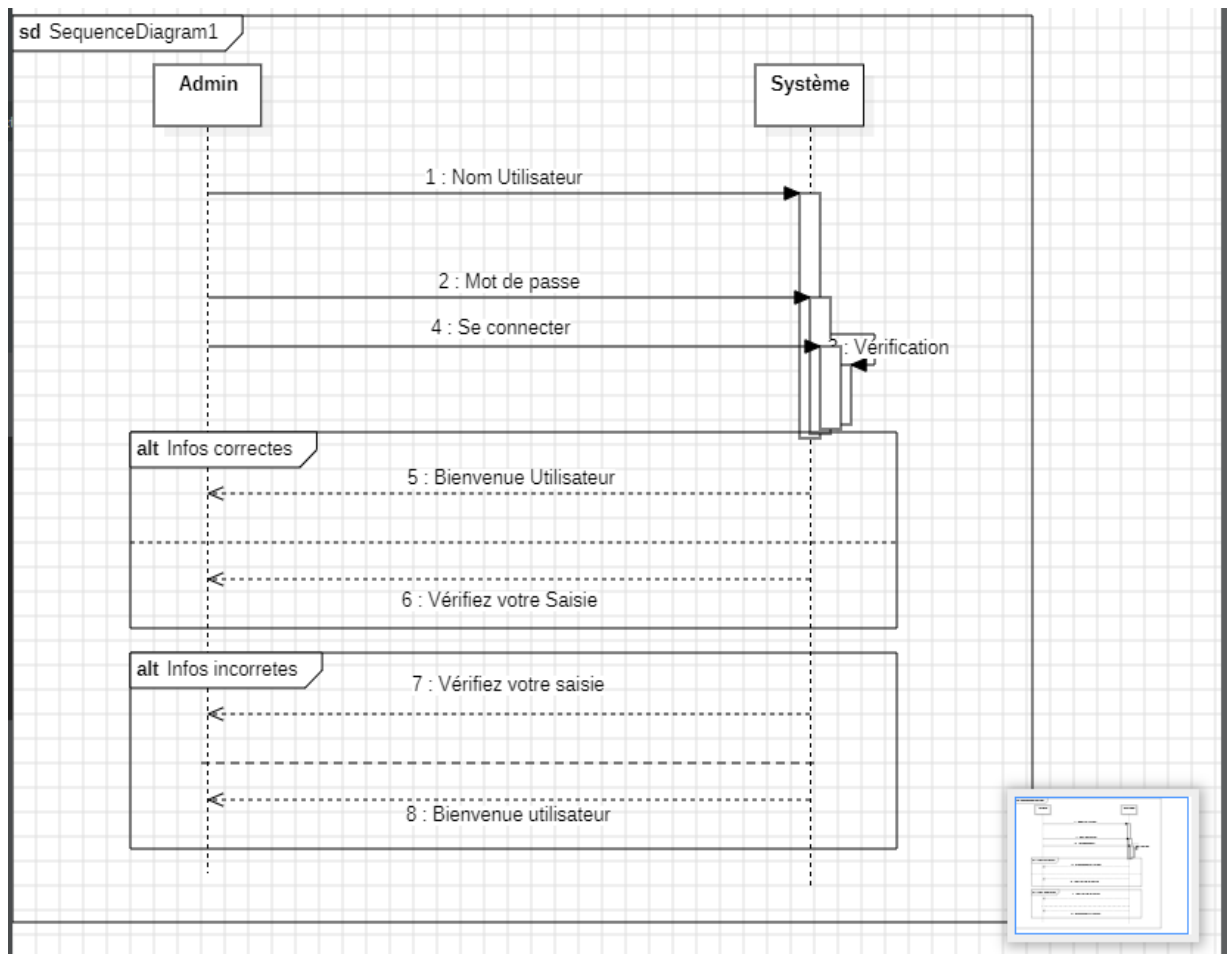 sd SequenceDiagram1
Admin
Système
1 : Nom Utilisateur
2 : Mot de passe
4 : Se connecter
: Vérification
alt Infos correctes
5 : Bienvenue Utilisateur
6 : Vérifiez votre Saisie
alt Infos incorretes
7 : Vérifiez votre saisie
8 : Bienvenue utilisateur